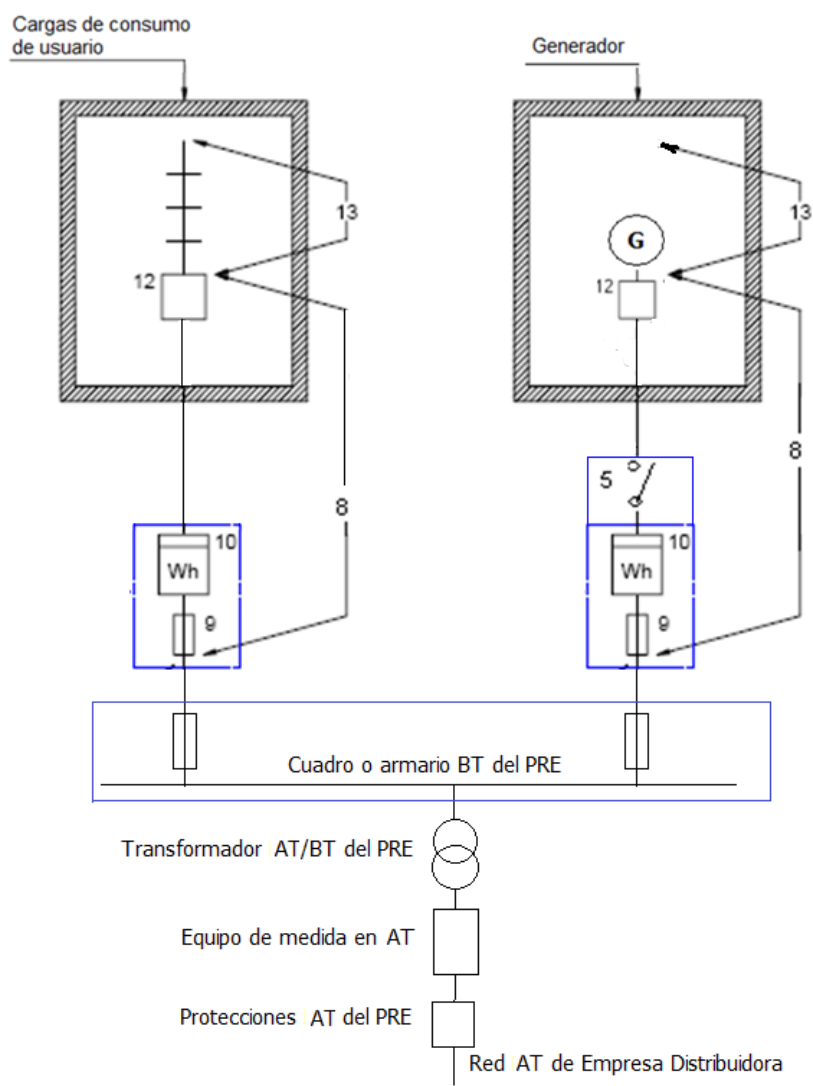 Cargas de consumo
de usuario
Generador
13
13
12
G
12
8
8
5
10
Wh
9
10
Wh
9
Cuadro o armario BT del PRE
Transformador AT/BT del PRE
Equipo de medida en AT
Protecciones AT del PRE
Red AT de Empresa Distribuidora